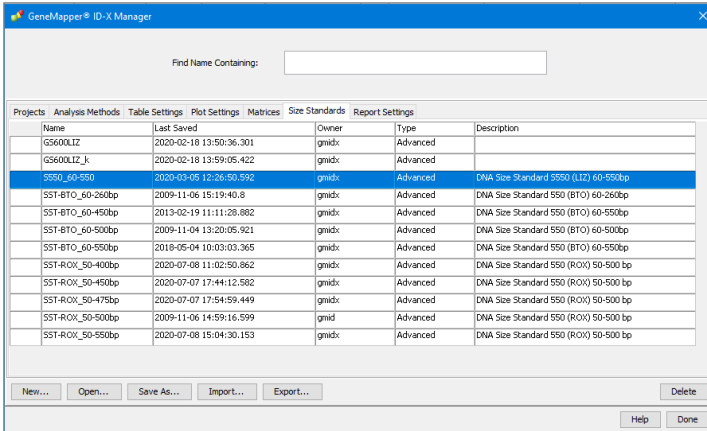 GeneMapper® ID-X Manager
Find Name Containing:
Projects Analysis Methods Table Settings Plot Settings Matrices Size Standards Report Settings
Name Last Saved Owner Type Description
GS600LIZ 2020-02-18 13:50:36.301 gmidx Advanced
GS600LIZ_k 2020-02-18 13:59:05.422 gmidx Advanced
S550_60-550 2020-03-05 12:26:50.592 gmidx Advanced DNA Size Standard S550 (LIZ) 60-550bp
SST-BTO_60-260bp 2009-11-06 15:19:40.8 gmidx Advanced DNA Size Standard 550 (BTO) 60-260bp
SST-BTO_60-450bp 2013-02-19 11:11:28.882 gmidx Advanced DNA Size Standard 550 (BTO) 60-550bp
SST-BTO_60-500bp 2009-11-04 13:20:05.921 gmidx Advanced DNA Size Standard 550 (BTO) 60-500bp
SST-BTO_60-550bp 2018-05-04 10:03:03.365 gmidx Advanced DNA Size Standard 550 (BTO) 60-550bp
SST-ROX_50-400bp 2020-07-08 11:02:50.862 gmidx Advanced DNA Size Standard 550 (ROX) 50-500 bp
SST-ROX_50-450bp 2020-07-07 17:44:12.582 gmidx Advanced DNA Size Standard 550 (ROX) 50-500 bp
SST-ROX_50-475bp 2020-07-07 17:54:59.449 gmidx Advanced DNA Size Standard 550 (ROX) 50-500 bp
SST-ROX_50-500bp 2009-11-06 14:59:16.599 gmid Advanced DNA Size Standard 550 (ROX) 50-500 bp
SST-ROX_50-550bp 2020-07-08 15:04:30.153 gmidx Advanced DNA Size Standard 550 (ROX) 50-500 bp
New... Open... Save As... Import... Export... Delete
Help Done